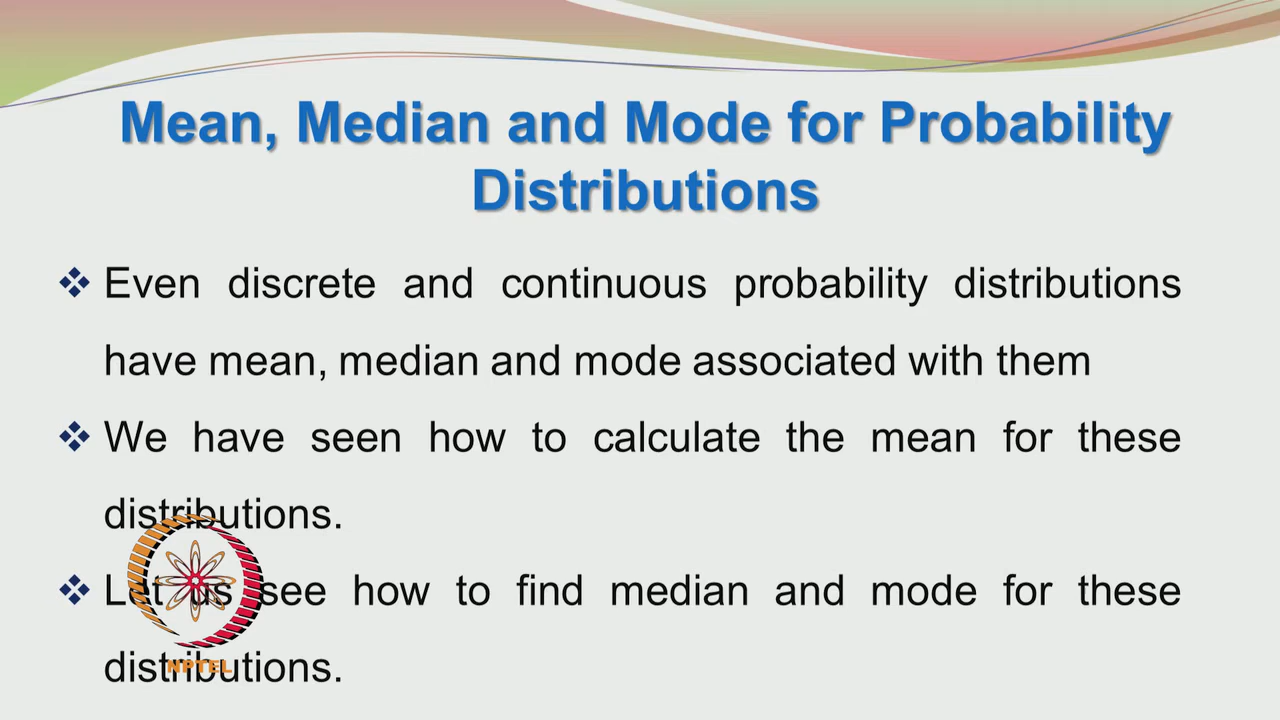 Mean, Median and Mode for Probability
Distributions
❖ Even discrete and continuous probability distributions
have mean, median and mode associated with them
❖ We have seen how to calculate the mean for these
distributions.
❖ Let us see how to find median and mode for these
distributions.
NPTEL